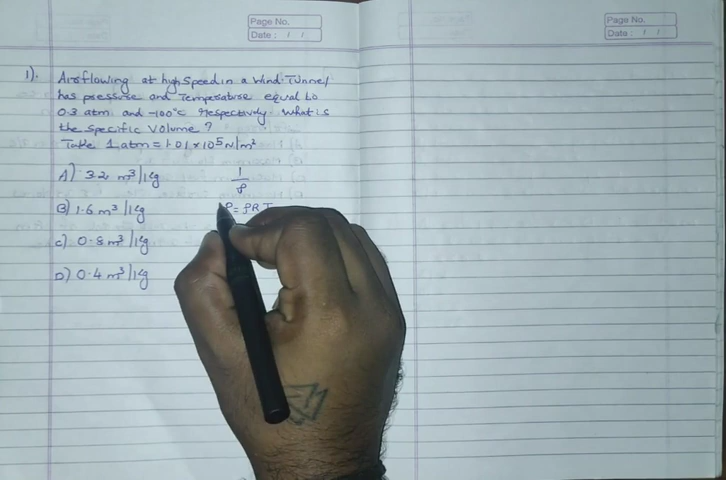 Page No.
Date : / /
Page No.
Date : / /
1). Air flowing at high Speed in a Wind-Tunnel
has pressure and Temperature equal to
0.3 atm and -100°C respectively. What is
the Specific Volume ?
Take 1 atm = 1.01 x 10⁵ N/m²
A) 3.2 m³/kg
1/ρ
B) 1.6 m³/kg
P = ρRT
C) 0.8 m³/kg
D) 0.4 m³/kg